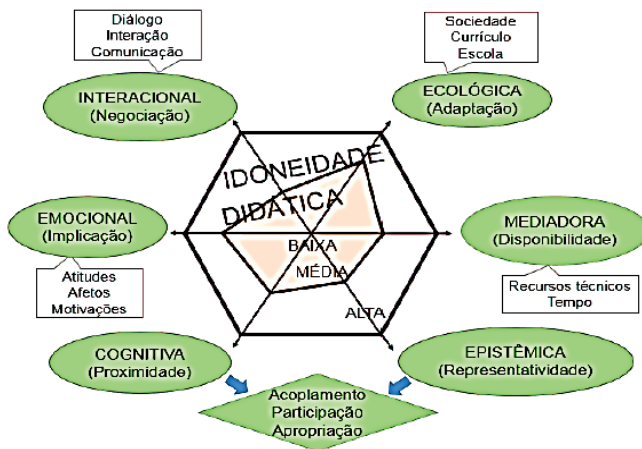 Diálogo
Interação
Comunicação
Sociedade
Currículo
Escola
INTERACIONAL
(Negociação)
ECOLÓGICA
(Adaptação)
IDONEIDADE
DIDÁTICA
EMOCIONAL
(Implicação)
MEDIADORA
(Disponibilidade)
BAIXA
MÉDIA
ALTA
Atitudes
Afetos
Motivações
Recursos técnicos
Tempo
COGNITIVA
(Proximidade)
EPISTÊMICA
(Representatividade)
Acoplamento
Participação
Apropriação